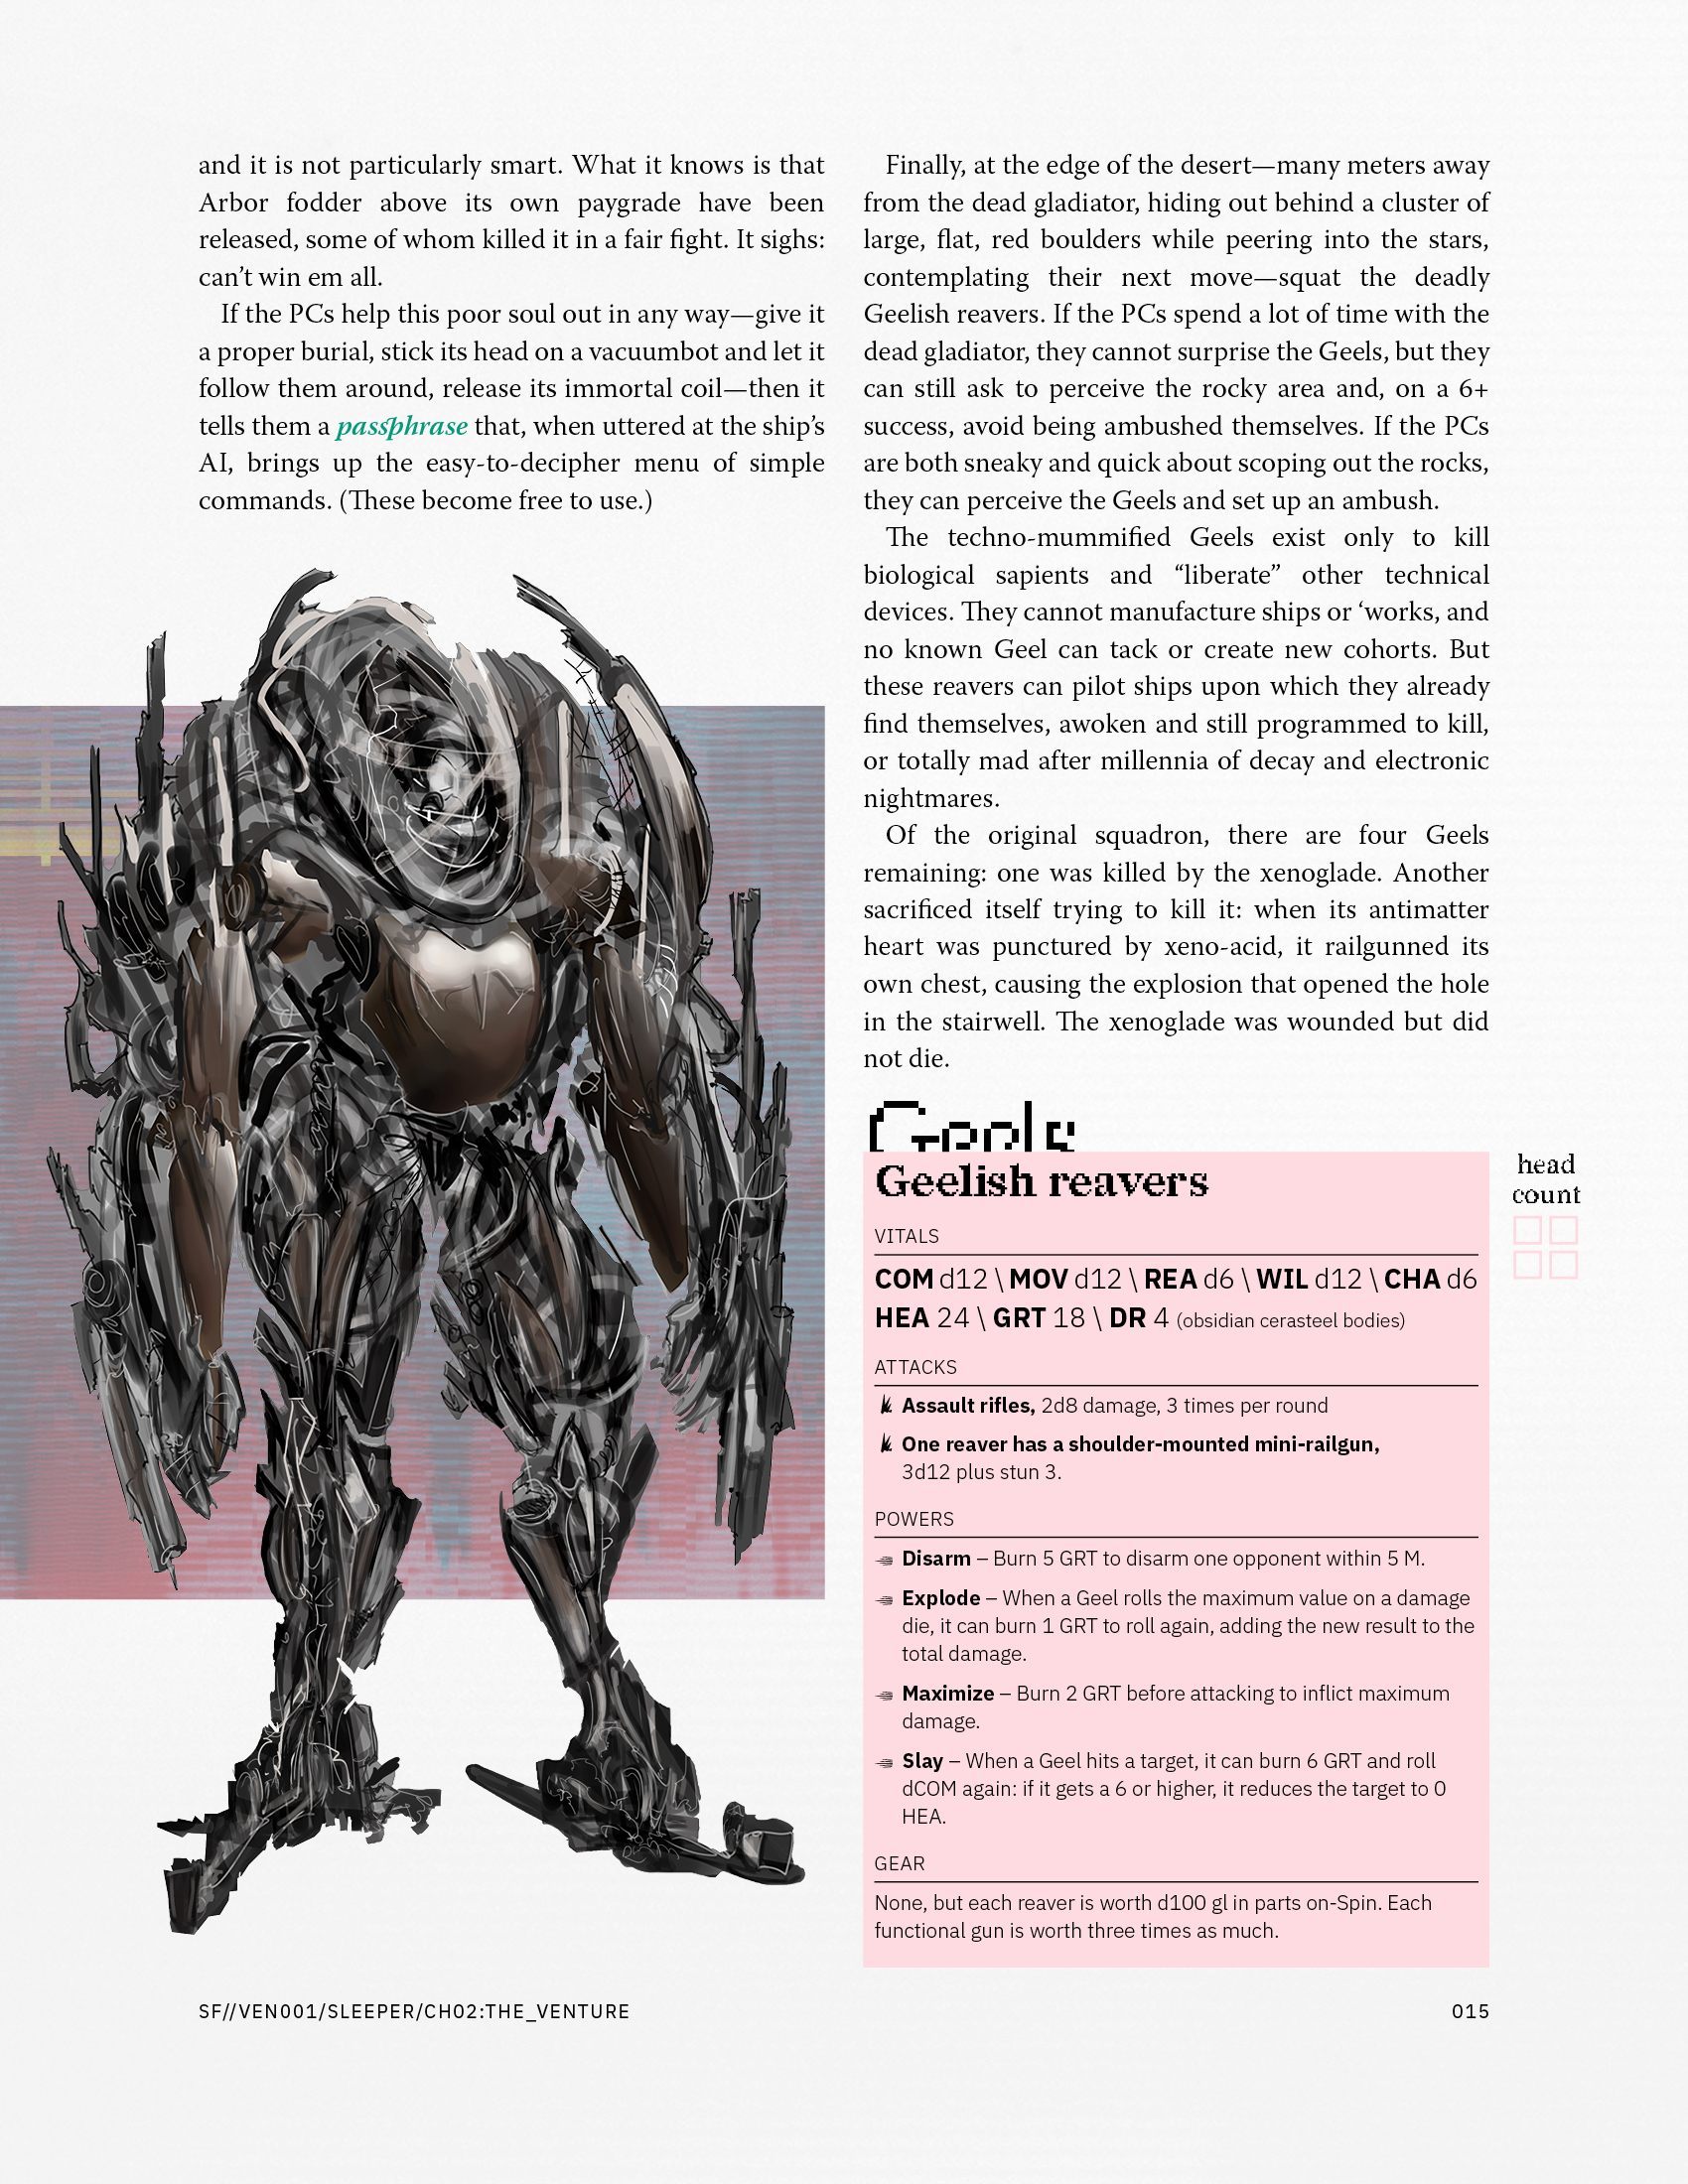 and it is not particularly smart. What it knows is that
Arbor fodder above its own paygrade have been
released, some of whom killed it in a fair fight. It sighs:
can’t win em all.
If the PCs help this poor soul out in any way—give it
a proper burial, stick its head on a vacuumbot and let it
follow them around, release its immortal coil—then it
tells them a passphrase that, when uttered at the ship’s
AI, brings up the easy-to-decipher menu of simple
commands. (These become free to use.)
Finally, at the edge of the desert—many meters away
from the dead gladiator, hiding out behind a cluster of
large, flat, red boulders while peering into the stars,
contemplating their next move—squat the deadly
Geelish reavers. If the PCs spend a lot of time with the
dead gladiator, they cannot surprise the Geels, but they
can still ask to perceive the rocky area and, on a 6+
success, avoid being ambushed themselves. If the PCs
are both sneaky and quick about scoping out the rocks,
they can perceive the Geels and set up an ambush.
The techno-mummified Geels exist only to kill
biological sapients and “liberate” other technical
devices. They cannot manufacture ships or ‘works, and
no known Geel can tack or create new cohorts. But
these reavers can pilot ships upon which they already
find themselves, awoken and still programmed to kill,
or totally mad after millennia of decay and electronic
nightmares.
Of the original squadron, there are four Geels
remaining: one was killed by the xenoglade. Another
sacrificed itself trying to kill it: when its antimatter
heart was punctured by xeno-acid, it railgunned its
own chest, causing the explosion that opened the hole
in the stairwell. The xenoglade was wounded but did
not die.
Geels
Geelish reavers
VITALS
COM d12 \ MOV d12 \ REA d6 \ WIL d12 \ CHA d6
HEA 24 \ GRT 18 \ DR 4 (obsidian cerasteel bodies)
ATTACKS
Assault rifles, 2d8 damage, 3 times per round
One reaver has a shoulder-mounted mini-railgun,
3d12 plus stun 3.
POWERS
Disarm – Burn 5 GRT to disarm one opponent within 5 M.
Explode – When a Geel rolls the maximum value on a damage
die, it can burn 1 GRT to roll again, adding the new result to the
total damage.
Maximize – Burn 2 GRT before attacking to inflict maximum
damage.
Slay – When a Geel hits a target, it can burn 6 GRT and roll
dCOM again: if it gets a 6 or higher, it reduces the target to 0
HEA.
GEAR
None, but each reaver is worth d100 gl in parts on-Spin. Each
functional gun is worth three times as much.
head
count
SF//VEN001/SLEEPER/CH02:THE_VENTURE
015